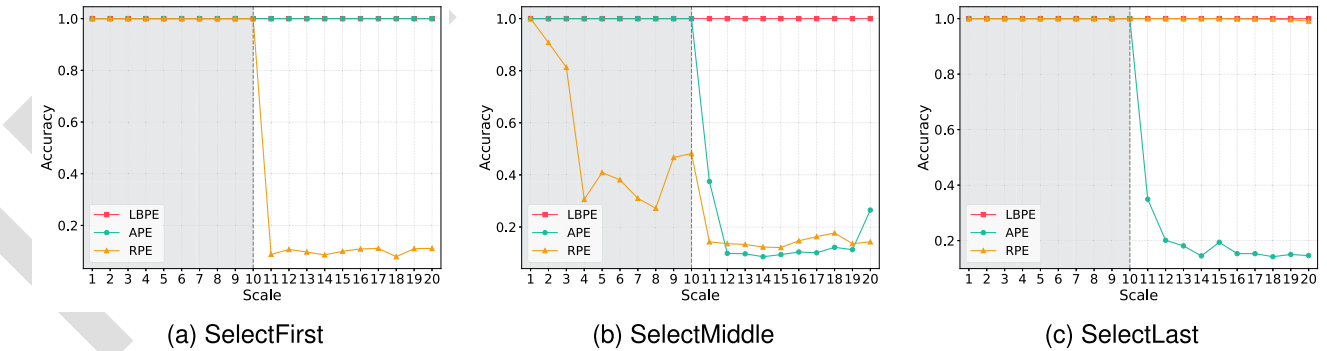 1.0
0.8
0.6
0.4
0.2
Accuracy
LBPE
APE
RPE
1 2 3 4 5 6 7 8 9 10 11 12 13 14 15 16 17 18 19 20
Scale
(a) SelectFirst
1.0
0.8
0.6
0.4
0.2
Accuracy
LBPE
APE
RPE
1 2 3 4 5 6 7 8 9 10 11 12 13 14 15 16 17 18 19 20
Scale
(b) SelectMiddle
1.0
0.8
0.6
0.4
0.2
Accuracy
LBPE
APE
RPE
1 2 3 4 5 6 7 8 9 10 11 12 13 14 15 16 17 18 19 20
Scale
(c) SelectLast